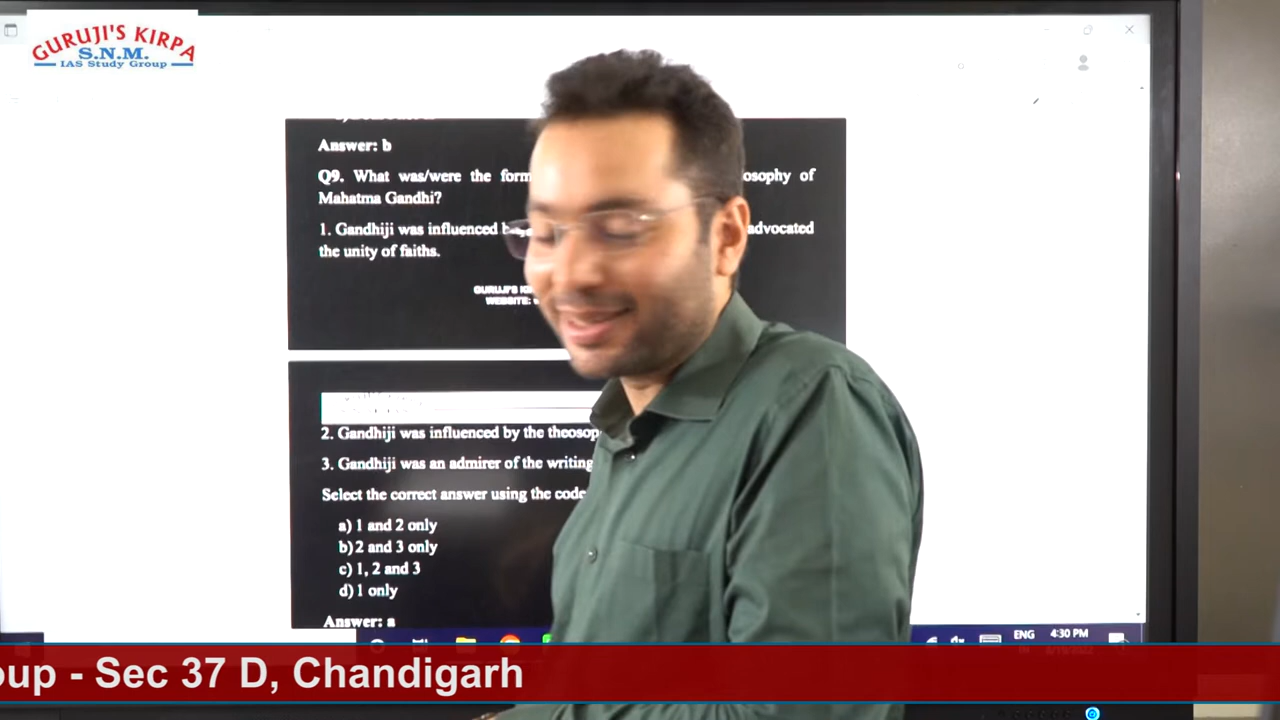 GURUJI'S KIRPA
S.N.M.
IAS Study Group
Answer: b
Q9. What was/were the form osophy of
Mahatma Gandhi?
1. Gandhiji was influenced advocated
the unity of faiths.
GURUJI'S
WEBSITE:
2. Gandhiji was influenced by the theosop
3. Gandhiji was an admirer of the writing
Select the correct answer using the code
a) 1 and 2 only
b) 2 and 3 only
c) 1, 2 and 3
d) 1 only
Answer: a
ENG
4:30 PM
oup - Sec 37 D, Chandigarh